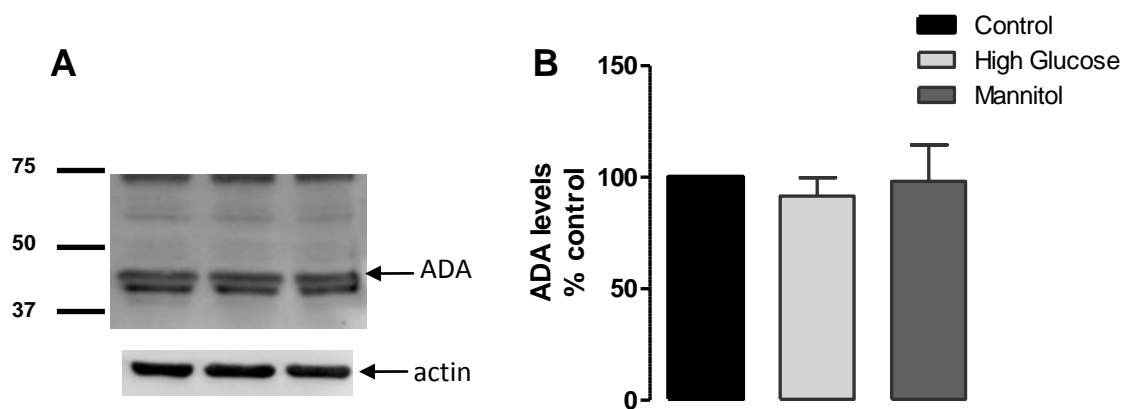 A
75
50
37
ADA
actin
B
Control
High Glucose
Mannitol
150
100
50
0
ADA levels
% control